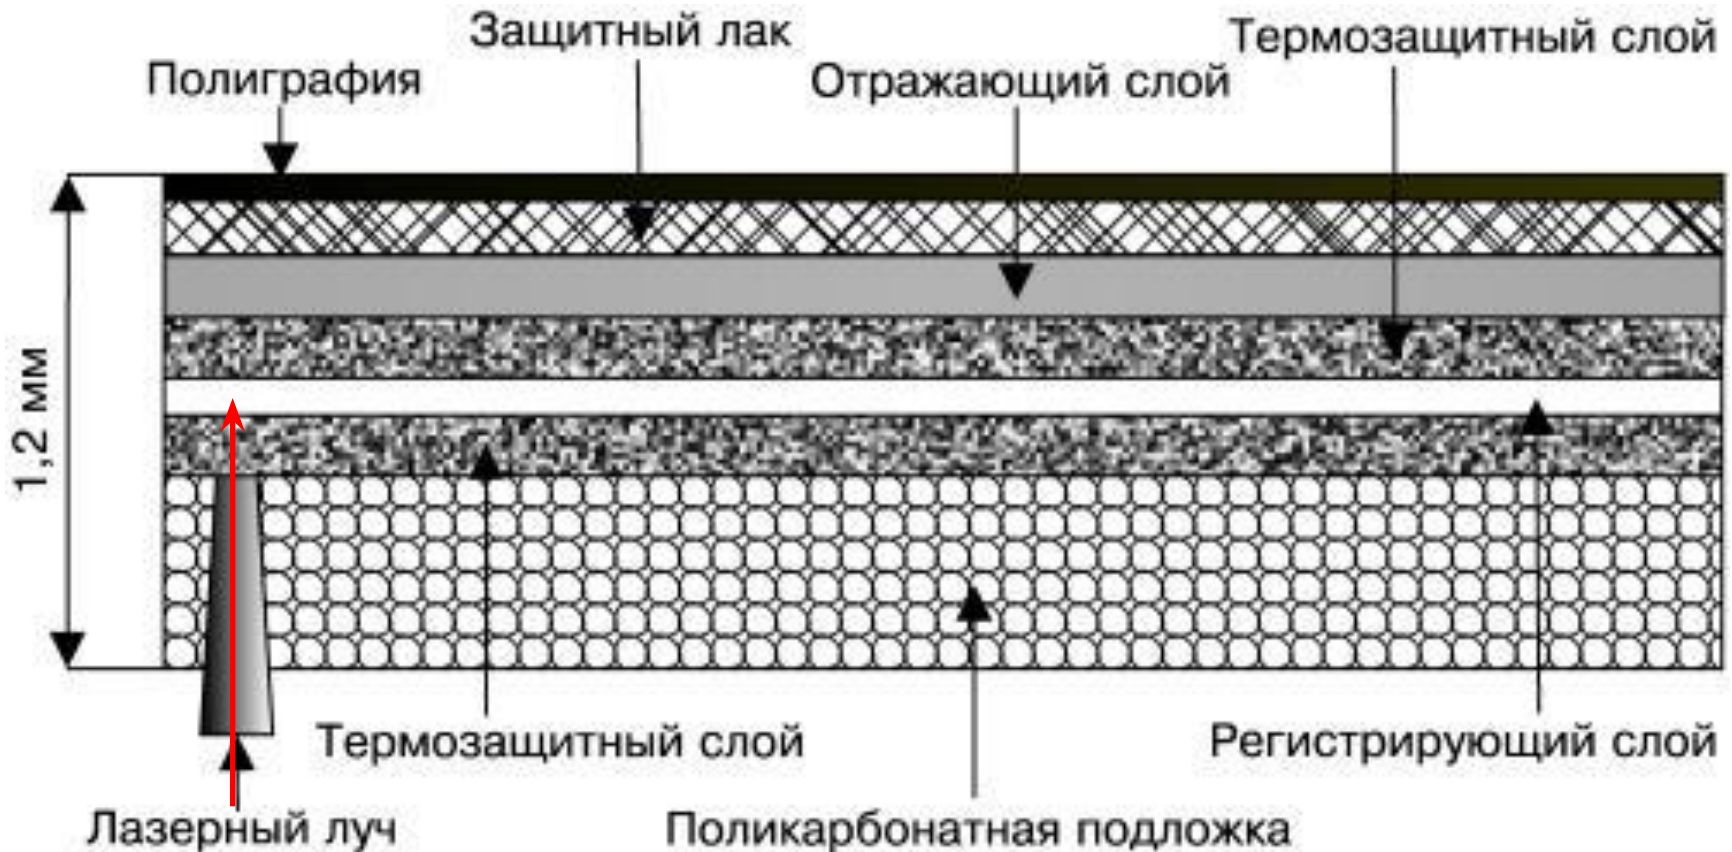 Защитный лак
Термозащитный слой
Полиграфия
Отражающий слой
1,2 мм
Термозащитный слой
Регистрирующий слой
Лазерный луч
Поликарбонатная подложка